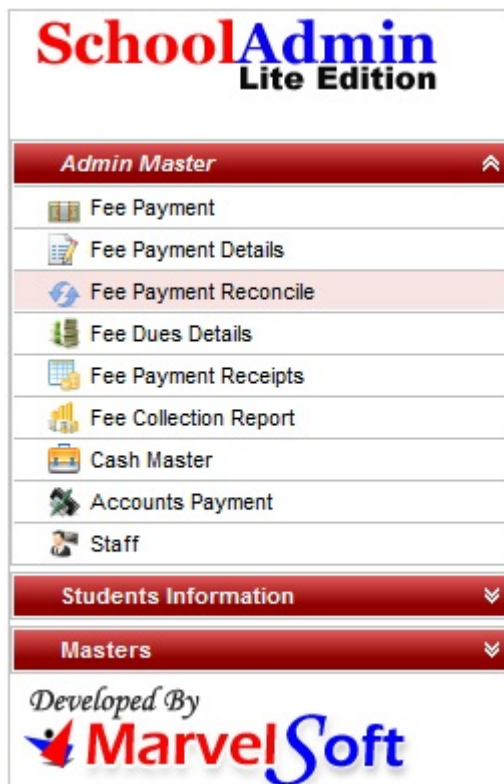 SchoolAdmin
Lite Edition
Admin Master
Fee Payment
Fee Payment Details
Fee Payment Reconcile
Fee Dues Details
Fee Payment Receipts
Fee Collection Report
Cash Master
Accounts Payment
Staff
Students Information
Masters
Developed By
MarvelSoft